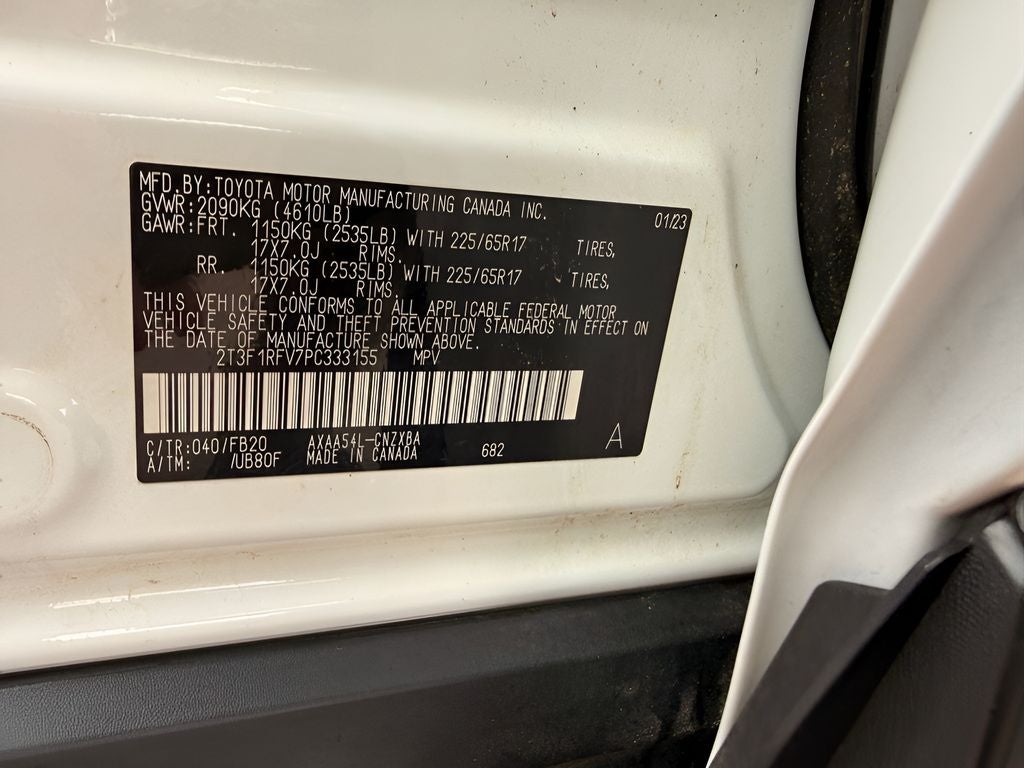 MFD.BY:TOYOTA MOTOR MANUFACTURING CANADA INC. 01/23
GVWR:2090KG (4610LB)
GAWR:FRT. 1150KG (2535LB) WITH 225/65R17 TIRES,
17X7.0J RIMS.
RR. 1150KG (2535LB) WITH 225/65R17 TIRES,
17X7.0J RIMS.
THIS VEHICLE CONFORMS TO ALL APPLICABLE FEDERAL MOTOR
VEHICLE SAFETY AND THEFT PREVENTION STANDARDS IN EFFECT ON
THE DATE OF MANUFACTURE SHOWN ABOVE.
2T3F1RFV7PC333155 MPV
C/TR:040/FB20 AXAA54L-CNZXBA 682 A
A/TM: /UB80F MADE IN CANADA